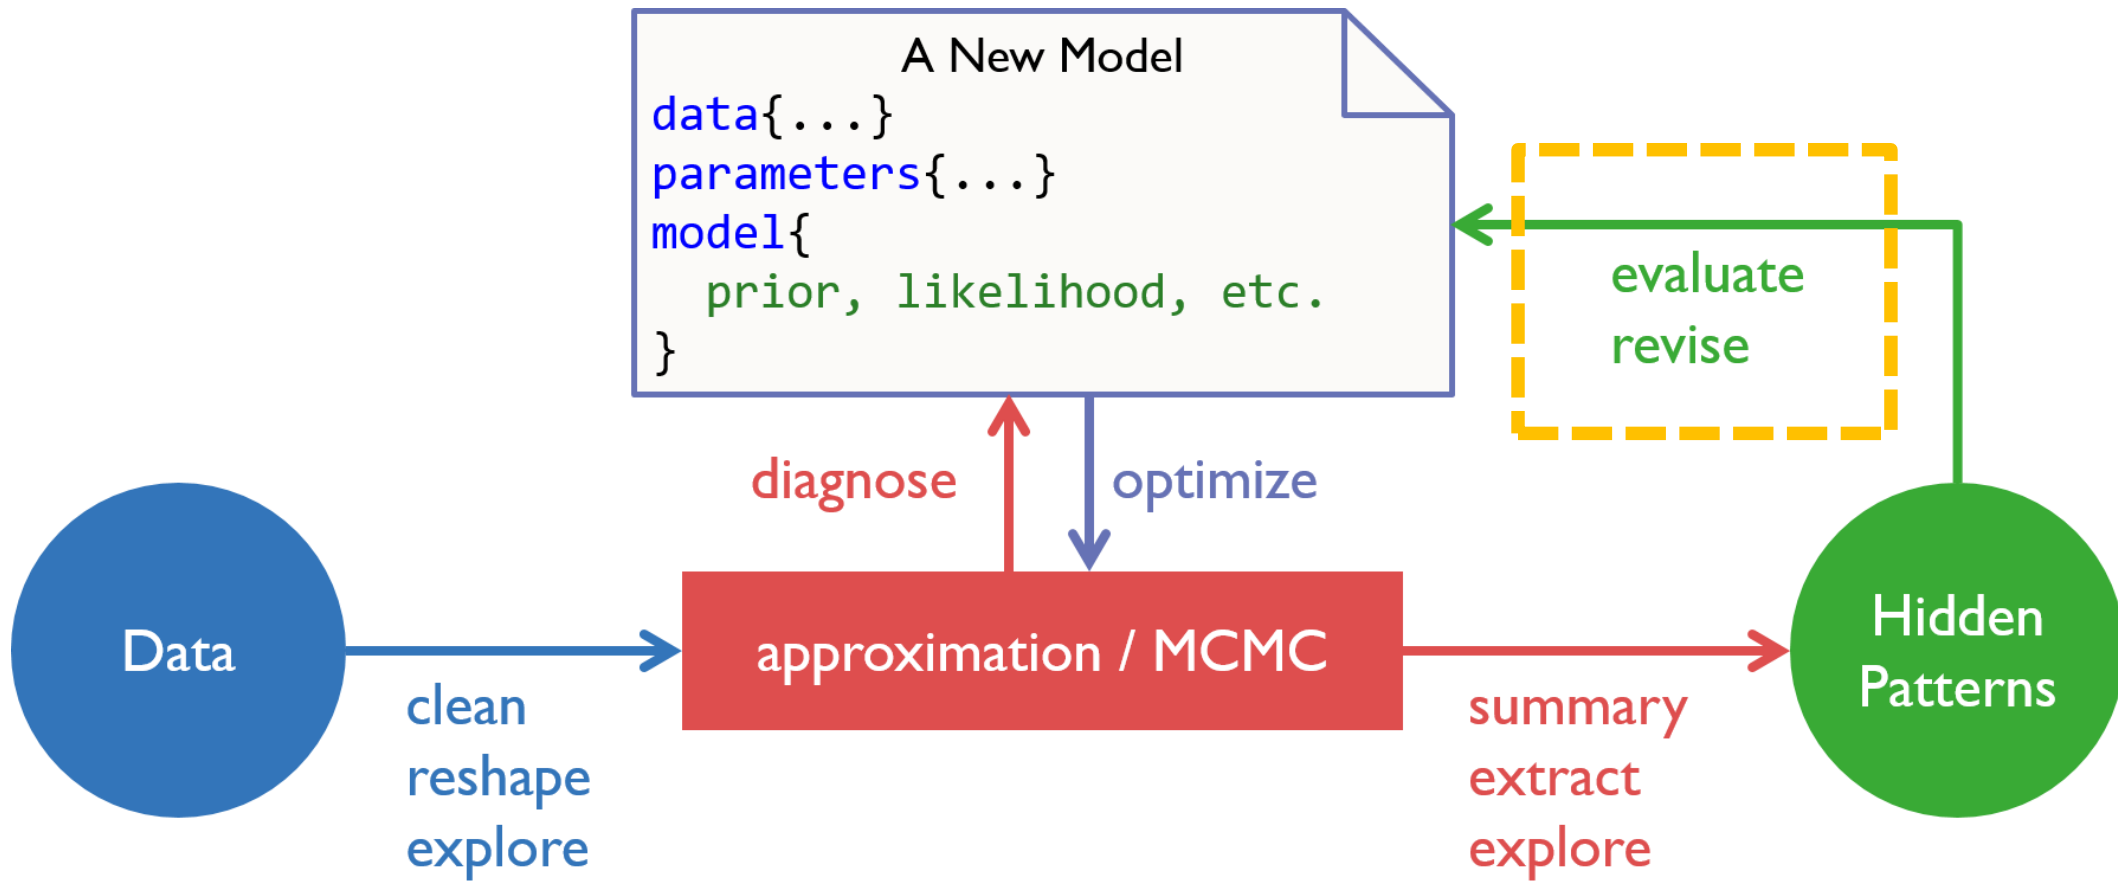 A New Model
data{...}
parameters{...}
model{
prior, likelihood, etc.
}
evaluate
revise
diagnose
optimize
Data
approximation / MCMC
Hidden
Patterns
clean
reshape
explore
summary
extract
explore